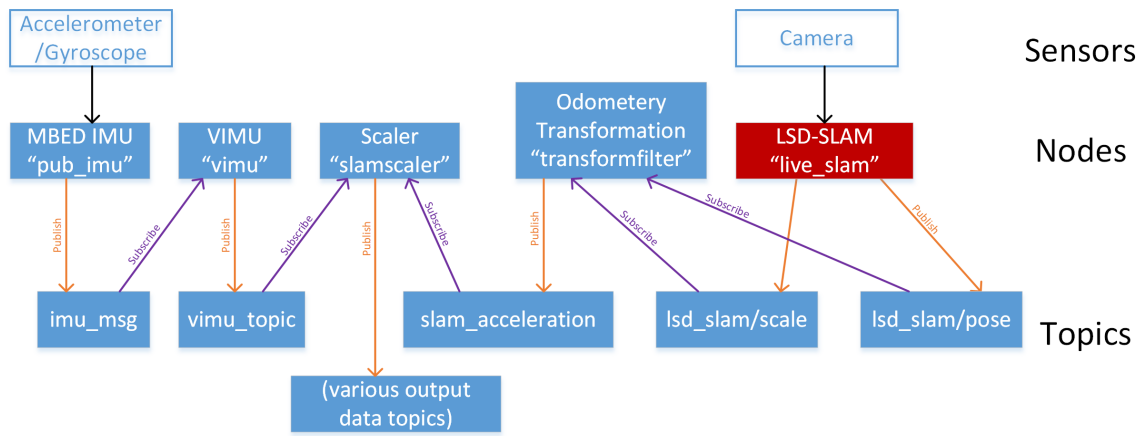 Accelerometer
/Gyroscope
Camera
Sensors
MBED IMU
“pub_imu”
VIMU
“vimu”
Scaler
“slamscaler”
Odometery
Transformation
“transformfilter”
LSD-SLAM
“live_slam”
Nodes
Publish
Subscribe
Publish
Subscribe
Publish
Subscribe
Publish
Subscribe
Subscribe
Publish
imu_msg
vimu_topic
slam_acceleration
lsd_slam/scale
lsd_slam/pose
Topics
(various output
data topics)